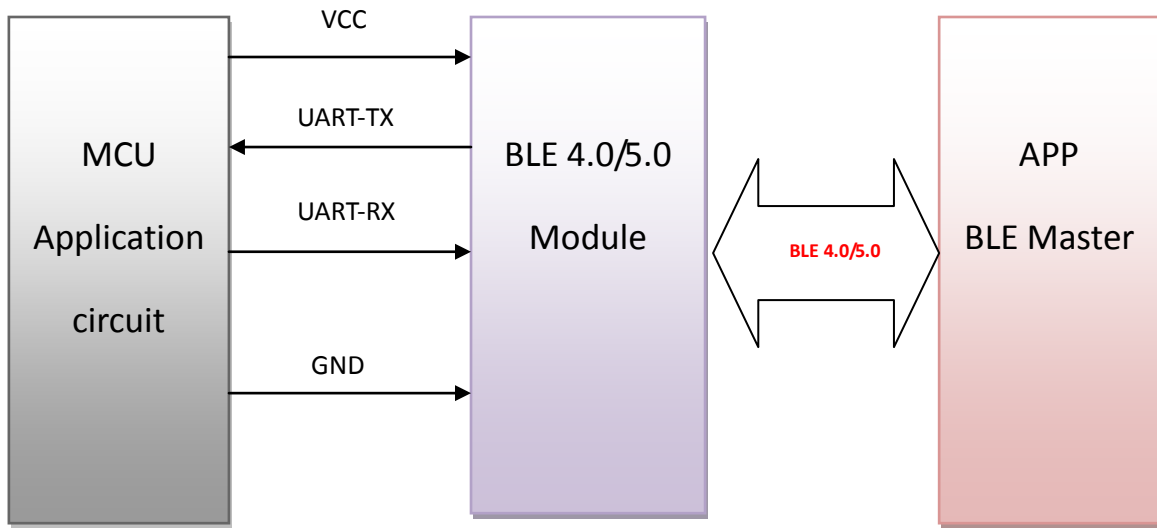 MCU
Application
circuit
VCC
UART-TX
UART-RX
GND
BLE 4.0/5.0
Module
BLE 4.0/5.0
APP
BLE Master